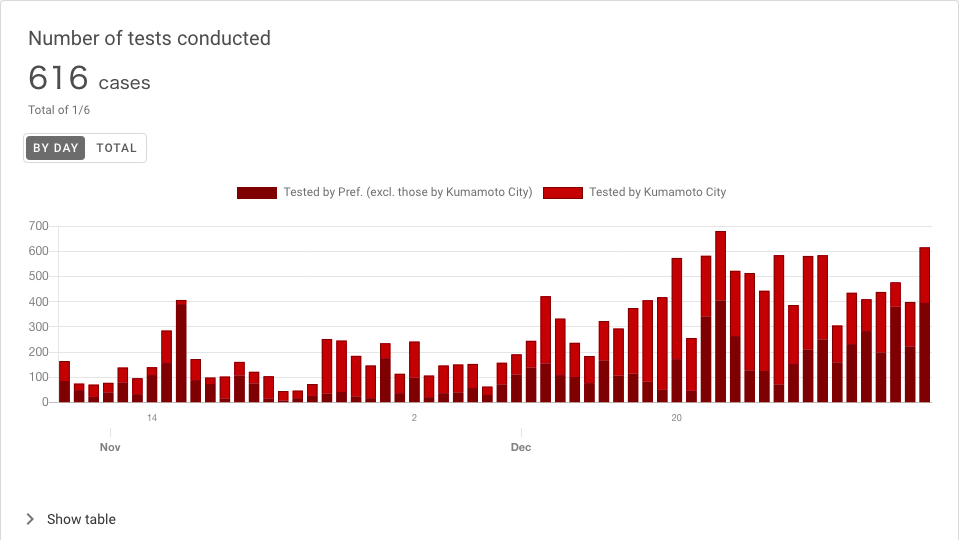 Number of tests conducted
616 cases
Total of 1/6
BY DAY TOTAL
Tested by Pref. (excl. those by Kumamoto City) Tested by Kumamoto City
700
600
500
400
300
200
100
0
14 2 20
Nov Dec
Show table